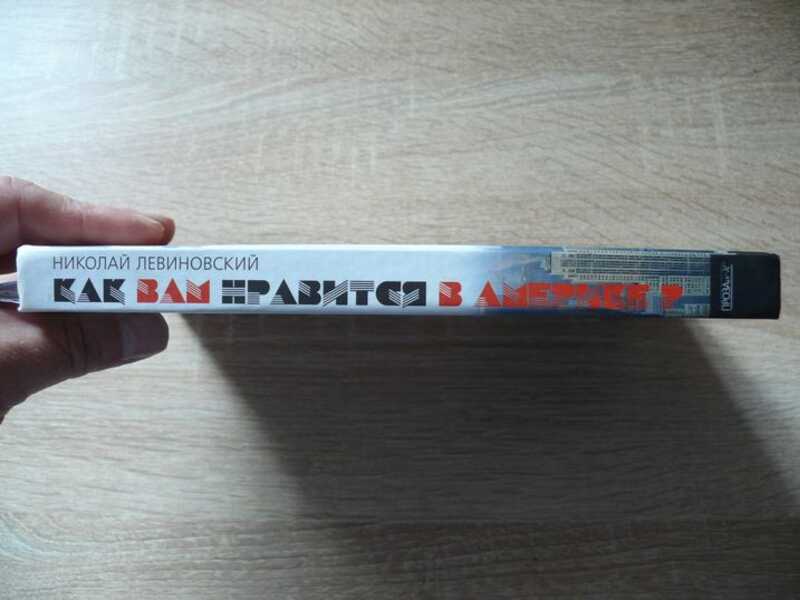 НИКОЛАЙ ЛЕВИНОВСКИЙ
КАК ВАМ НРАВИТСЯ В АМЕРИКЕ?